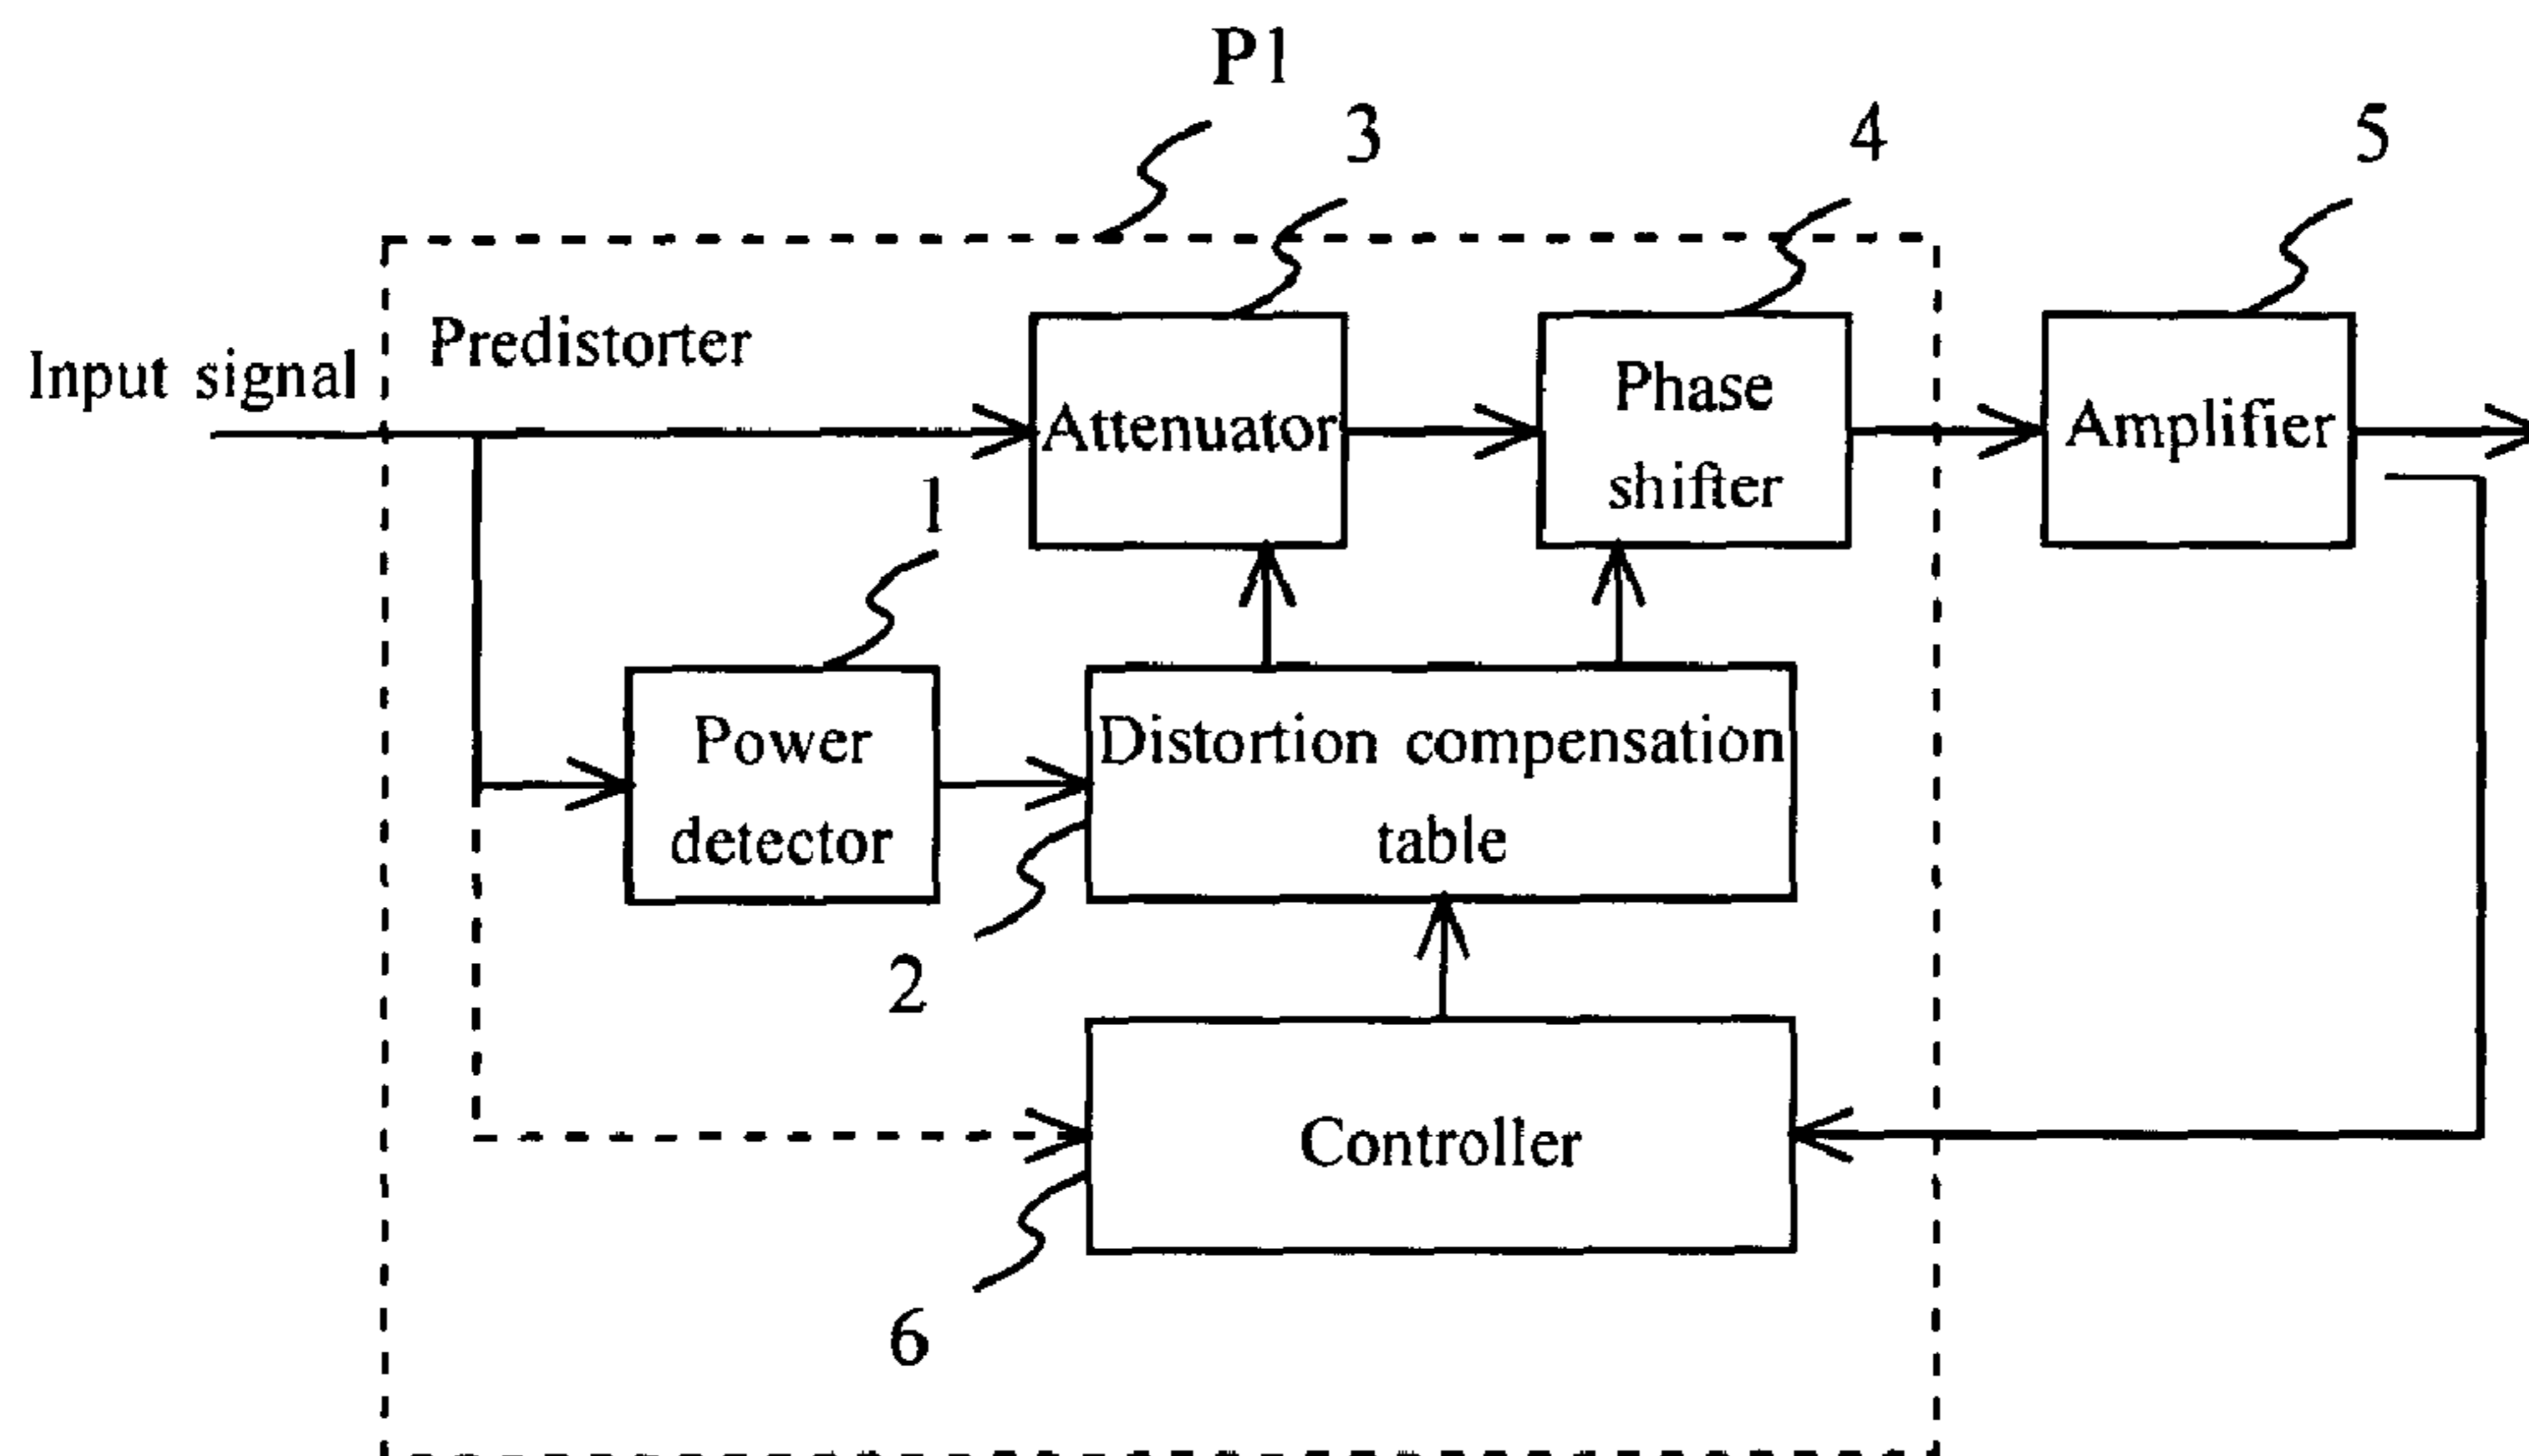 P1
3
4
5
Predistorter
Input signal
Attenuator
Phase
shifter
Amplifier
1
Power
detector
Distortion compensation
table
2
Controller
6